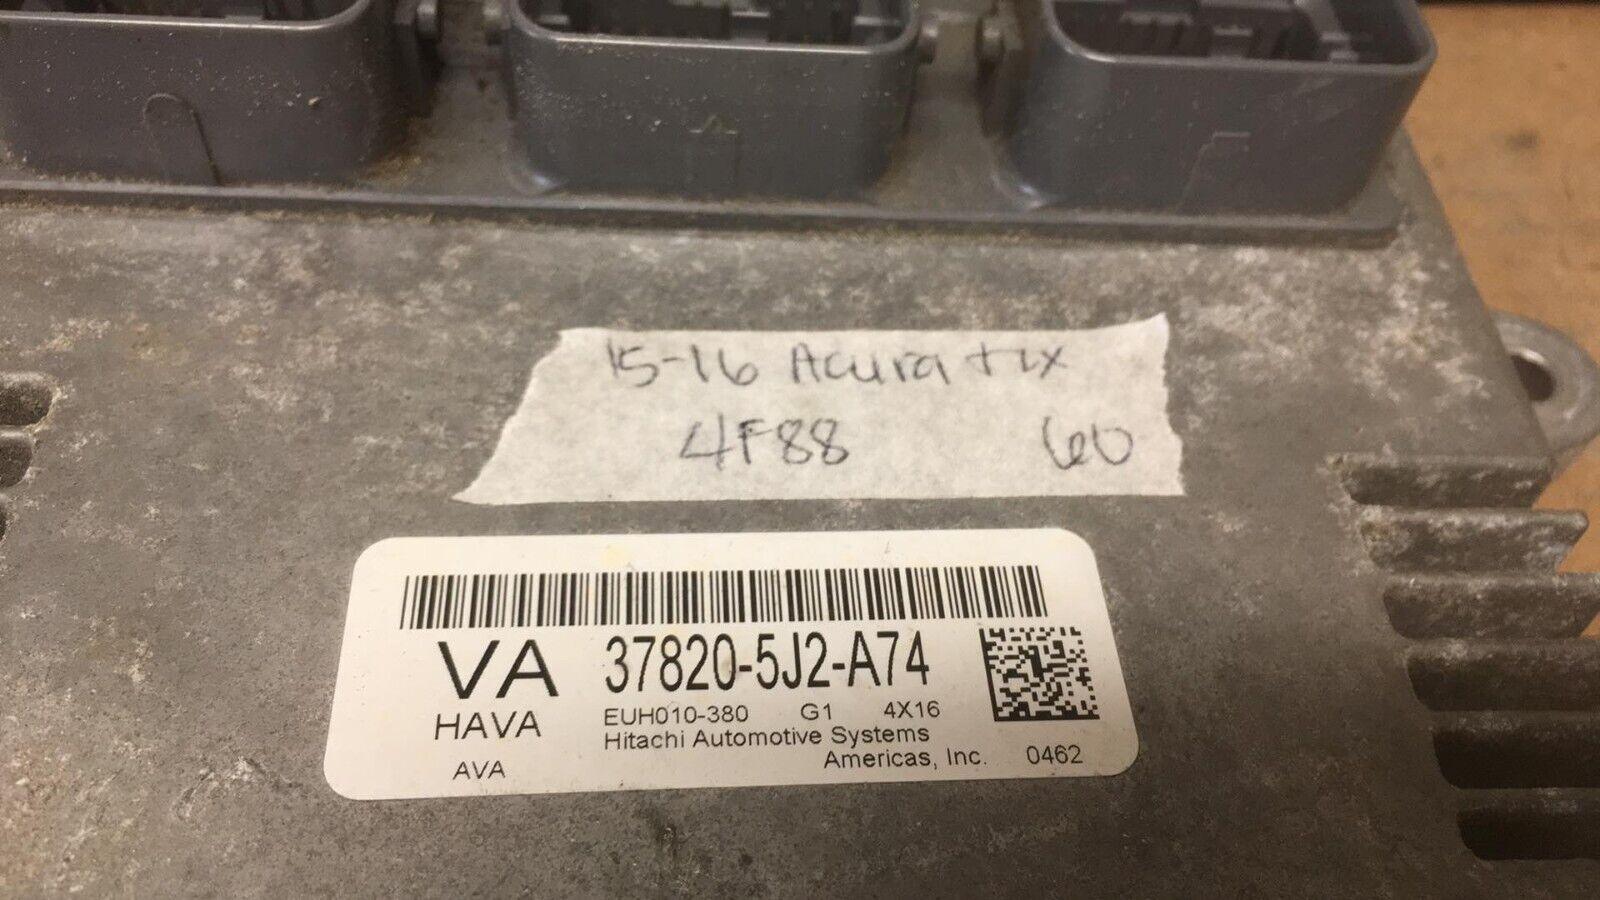 15-16 Acura tlx
4F88 60
VA 37820-5J2-A74
HAVA EUH010-380 G1 4X16
Hitachi Automotive Systems
AVA Americas, Inc. 0462